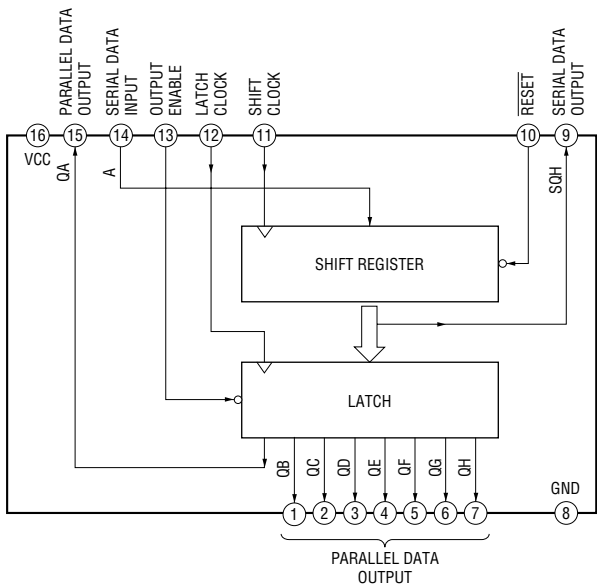 PARALLEL DATA
OUTPUT
SERIAL DATA
INPUT
OUTPUT
ENABLE
LATCH
CLOCK
SHIFT
CLOCK
RESET
SERIAL DATA
OUTPUT
16
15
14
13
12
11
10
9
VCC
QA
A
SQH
SHIFT REGISTER
LATCH
QB
QC
QD
QE
QF
QG
QH
GND
1
2
3
4
5
6
7
8
PARALLEL DATA
OUTPUT